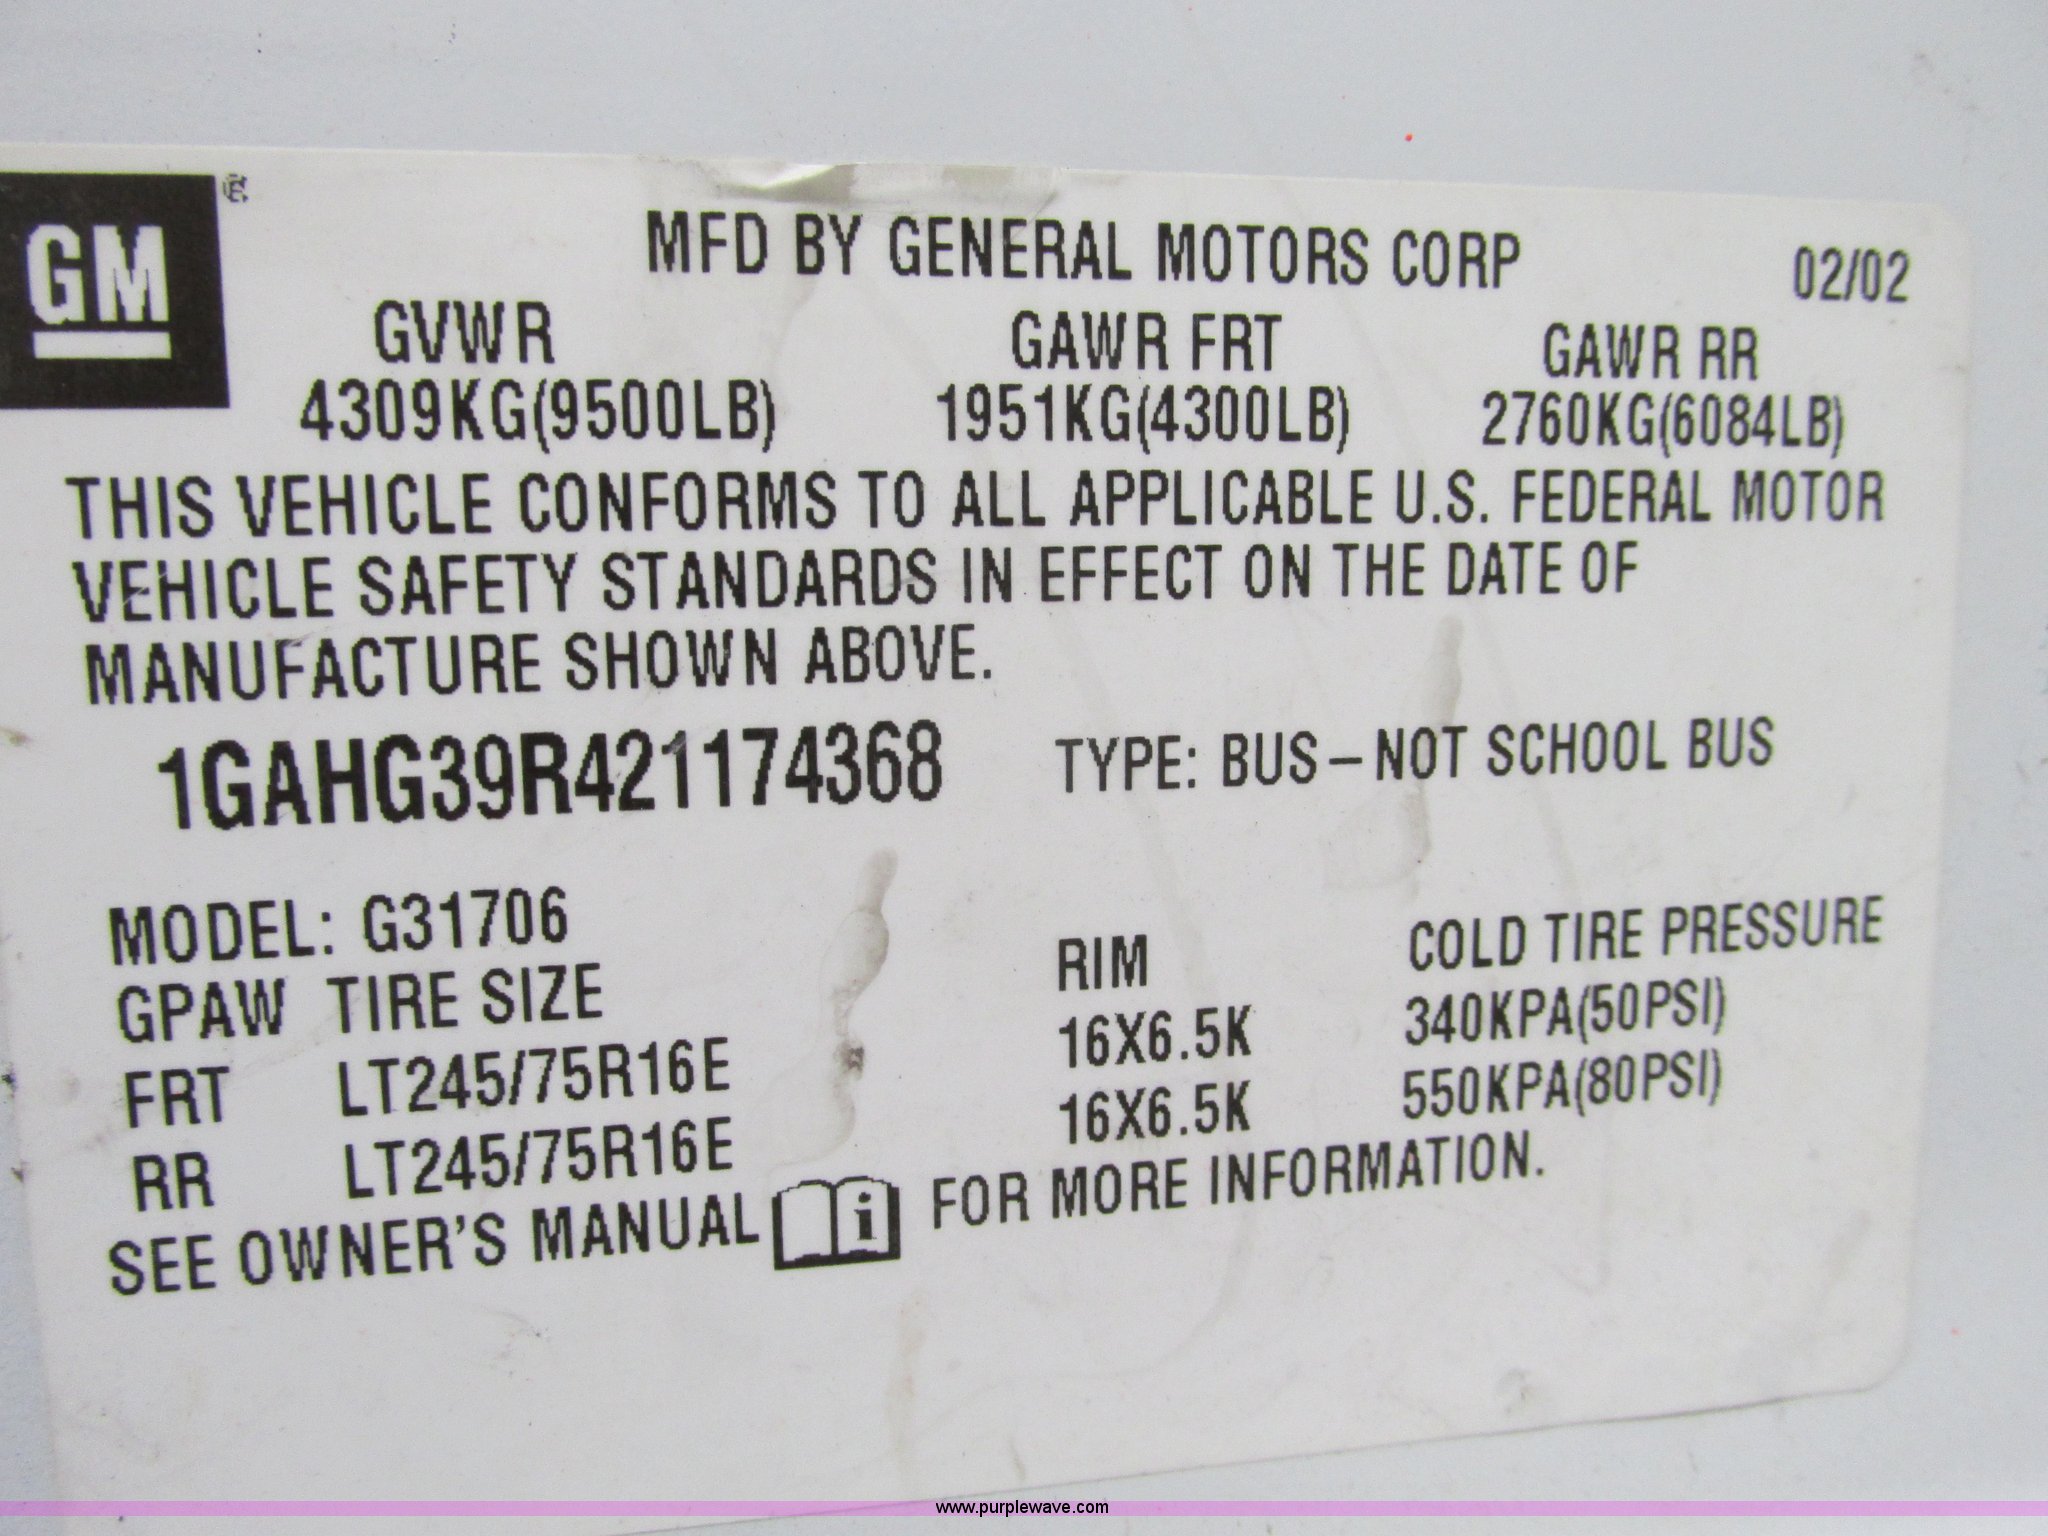 GM
MFD BY GENERAL MOTORS CORP 02/02
GVWR GAWR FRT GAWR RR
4309KG(9500LB) 1951KG(4300LB) 2760KG(6084LB)
THIS VEHICLE CONFORMS TO ALL APPLICABLE U.S. FEDERAL MOTOR
VEHICLE SAFETY STANDARDS IN EFFECT ON THE DATE OF
MANUFACTURE SHOWN ABOVE.
1GAHG39R421174368 TYPE: BUS – NOT SCHOOL BUS
MODEL: G31706
GPAW TIRE SIZE RIM COLD TIRE PRESSURE
FRT LT245/75R16E 16X6.5K 340KPA(50PSI)
RR LT245/75R16E 16X6.5K 550KPA(80PSI)
SEE OWNER'S MANUAL i FOR MORE INFORMATION.
www.purplewave.com